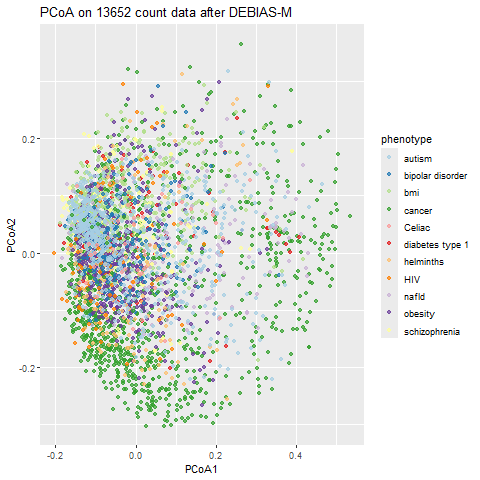 PCoA on 13652 count data after DEBIAS-M
PCoA2
0.2
0.0
-0.2
-0.2
0.0
0.2
0.4
PCoA1
phenotype
autism
bipolar disorder
bmi
cancer
Celiac
diabetes type 1
helminths
HIV
nafld
obesity
schizophrenia